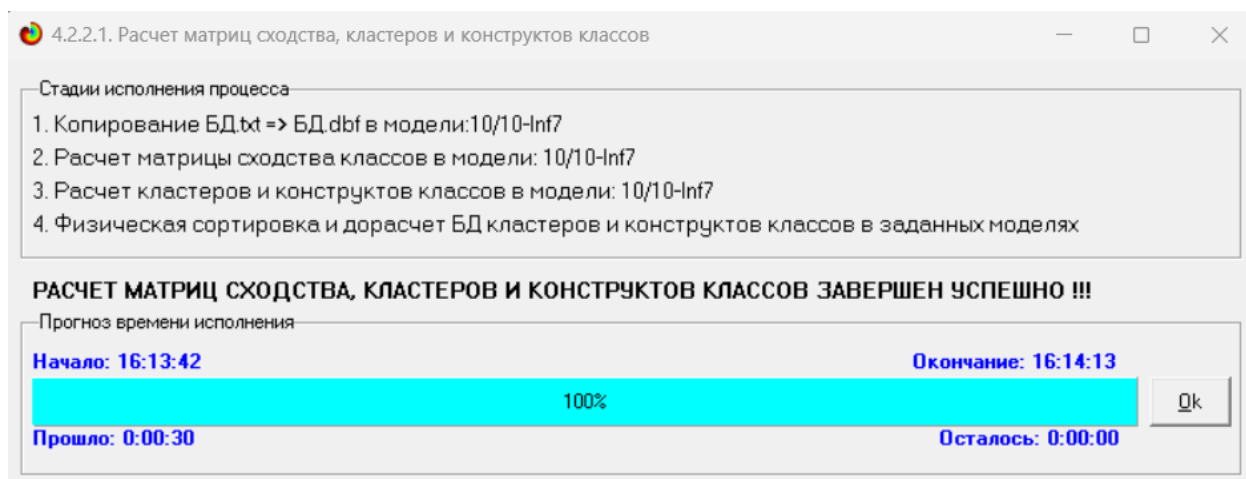 4.2.2.1. Расчет матриц сходства, кластеров и конструктов классов
Стадии исполнения процесса
1. Копирование БД.txt => БД.dbf в модели:10/10-Inf7
2. Расчет матрицы сходства классов в модели: 10/10-Inf7
3. Расчет кластеров и конструктов классов в модели: 10/10-Inf7
4. Физическая сортировка и дорасчет БД кластеров и конструктов классов в заданных моделях
РАСЧЕТ МАТРИЦ СХОДСТВА, КЛАСТЕРОВ И КОНСТРУКТОВ КЛАССОВ ЗАВЕРШЕН УСПЕШНО !!!
Прогноз времени исполнения
Начало: 16:13:42 Окончание: 16:14:13
100% Ok
Прошло: 0:00:30 Осталось: 0:00:00